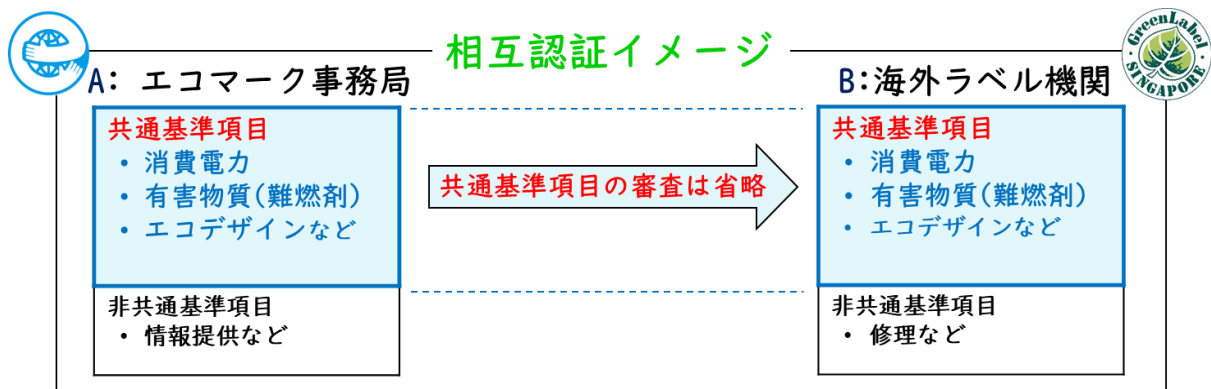 相互認証イメージ
GreenLabel
SINGAPORE
A: エコマーク事務局
B:海外ラベル機関
共通基準項目
・ 消費電力
・ 有害物質(難燃剤)
・ エコデザインなど
共通基準項目の審査は省略
共通基準項目
・ 消費電力
・ 有害物質(難燃剤)
・ エコデザインなど
非共通基準項目
・ 情報提供など
非共通基準項目
・ 修理など